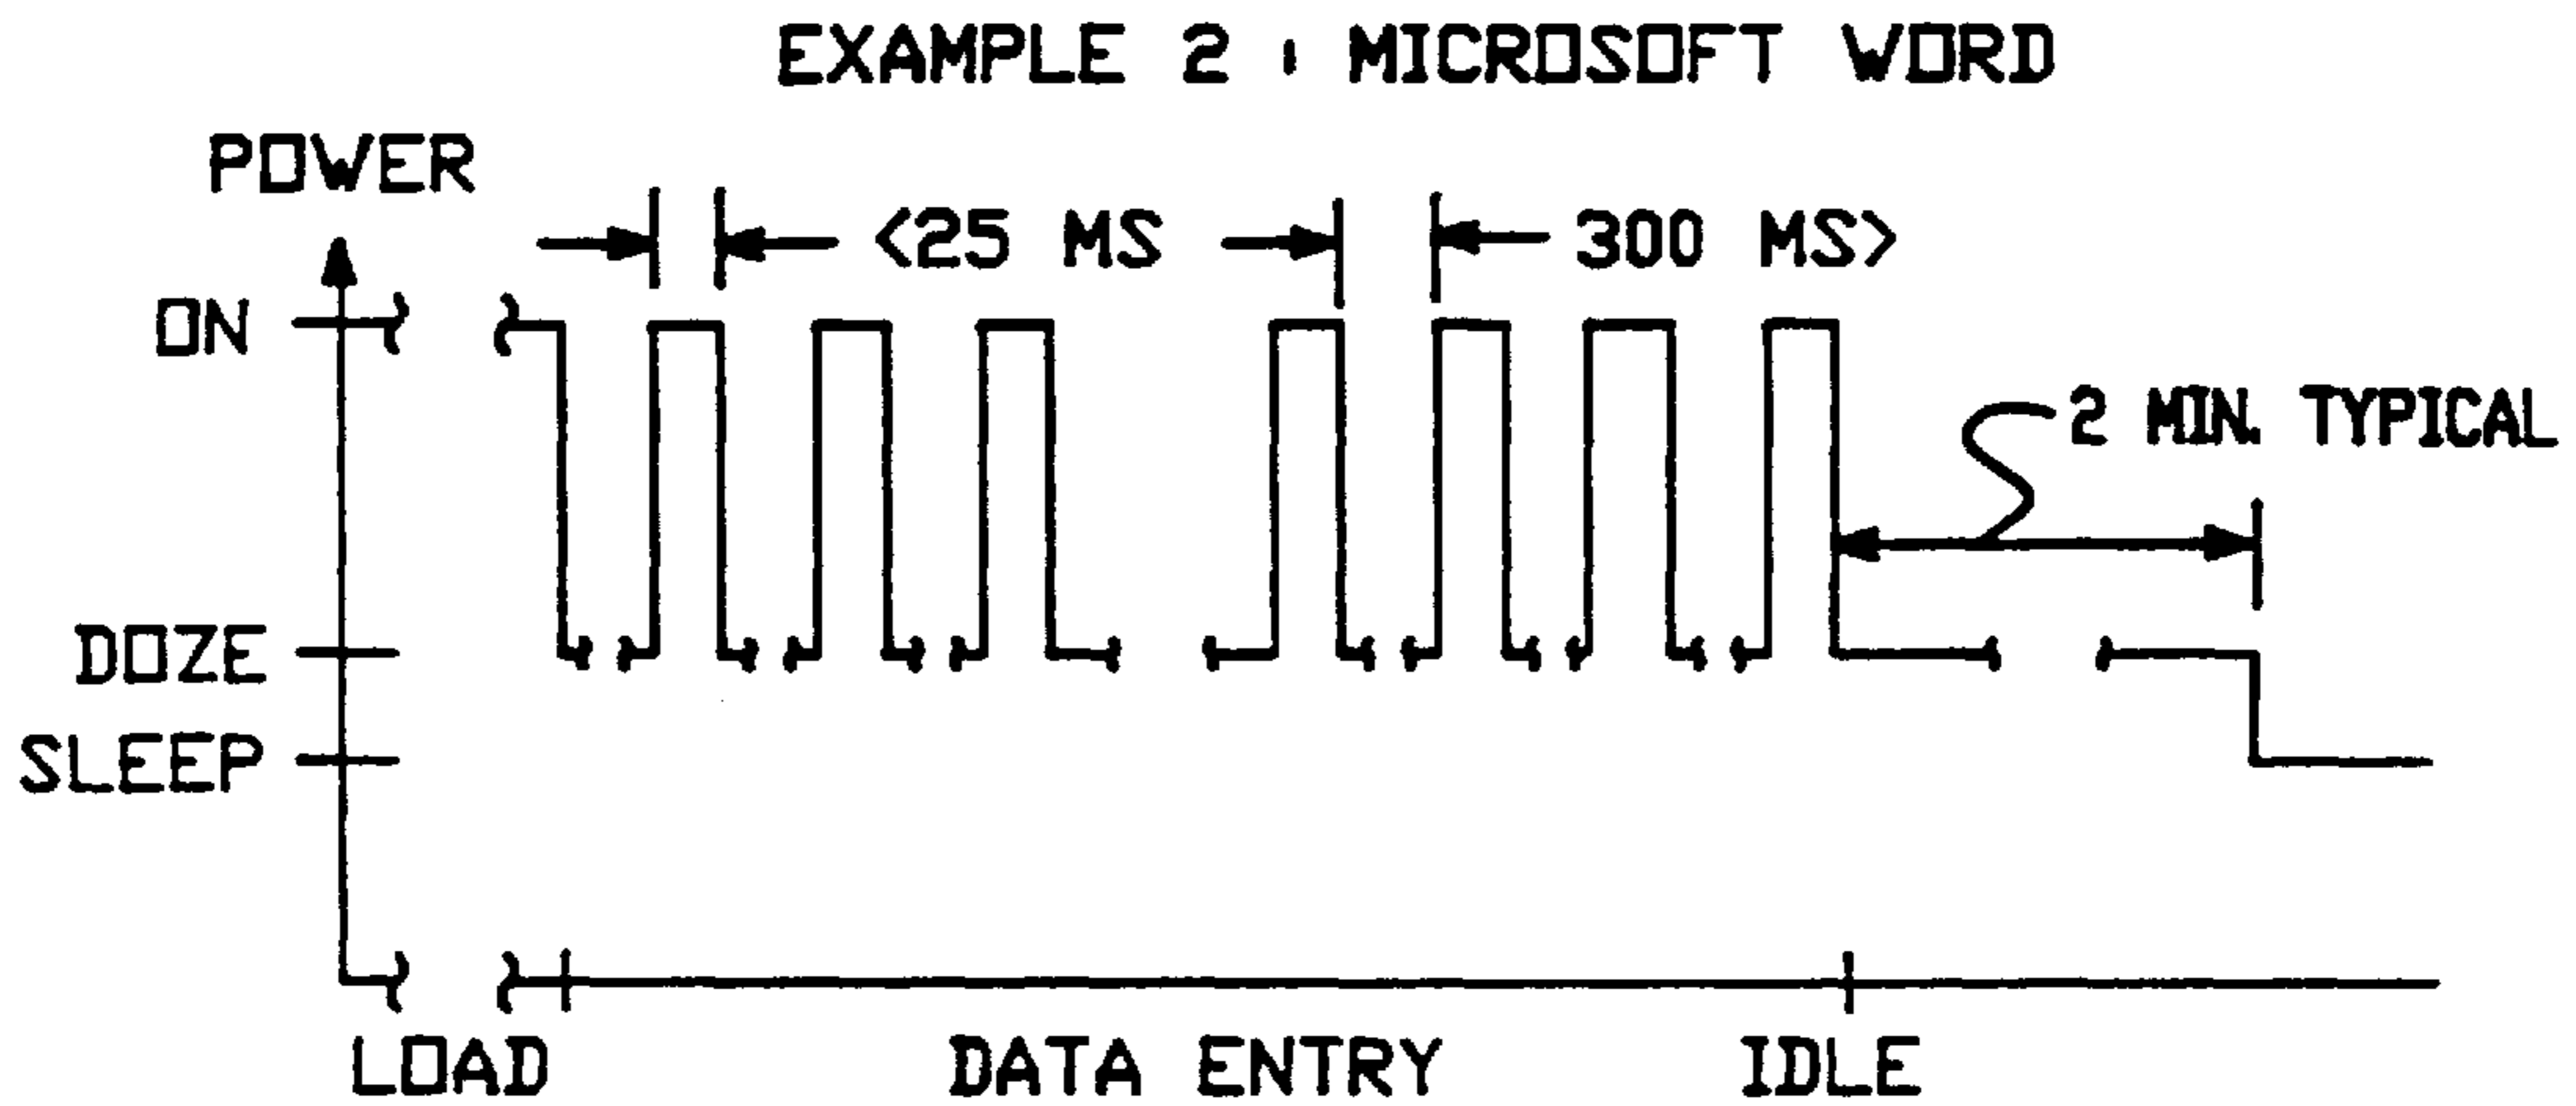 EXAMPLE 2 : MICROSOFT WORD
POWER
<25 MS
300 MS>
ON
2 MIN. TYPICAL
DOZE
SLEEP
LOAD
DATA ENTRY
IDLE